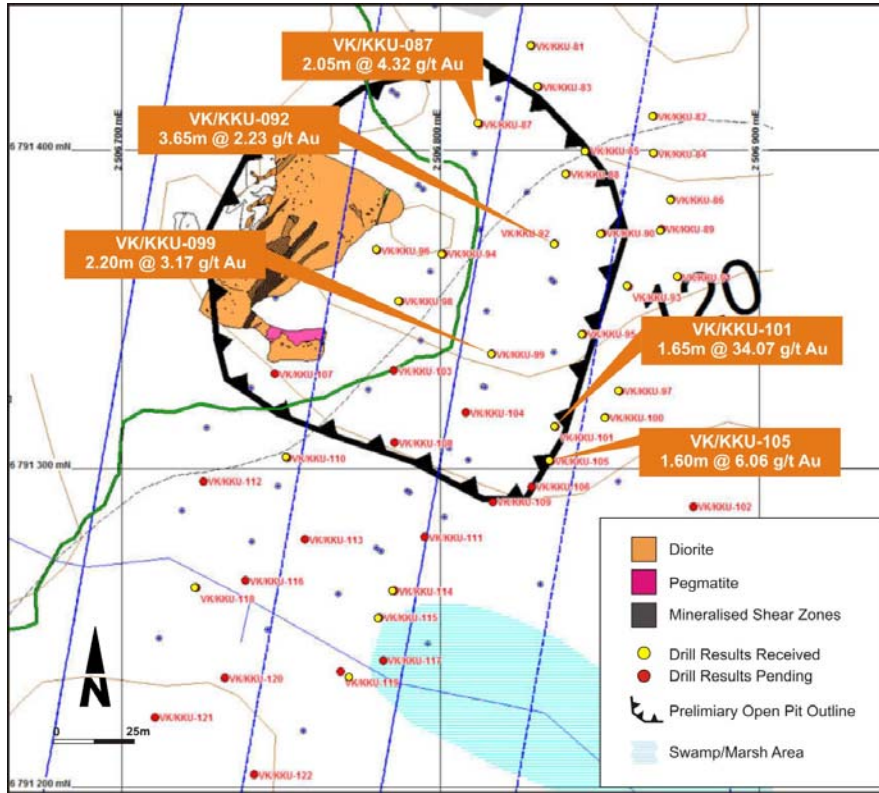 VK/KKU-087
2.05m @ 4.32 g/t Au
VK/KKU-81
VK/KKU-83
VK/KKU-092
3.65m @ 2.23 g/t Au
2 506 700 mE
2 506 800 mE
2 506 900 mE
VK/KKU-87
VK/KKU-82
6 791 400 mN
VK/KKU-85
VK/KKU-84
VK/KKU-88
VK/KKU-86
VK/KKU-099
2.20m @ 3.17 g/t Au
VK/KKU-92
VK/KKU-90
VK/KKU-89
VK/KKU-96
VK/KKU-94
VK/KKU-93
120
VK/KKU-98
VK/KKU-95
VK/KKU-101
1.65m @ 34.07 g/t Au
VK/KKU-99
VK/KKU-107
VK/KKU-103
VK/KKU-97
VK/KKU-104
VK/KKU-100
VK/KKU-101
VK/KKU-108
VK/KKU-105
1.60m @ 6.06 g/t Au
VK/KKU-110
VK/KKU-105
6 791 300 mN
VK/KKU-112
VK/KKU-106
VK/KKU-109
VK/KKU-102
VK/KKU-113
VK/KKU-111
VK/KKU-116
VK/KKU-118
VK/KKU-114
VK/KKU-115
VK/KKU-117
VK/KKU-120
VK/KKU-119
VK/KKU-121
VK/KKU-122
N
0
25m
6 791 200 mN
Diorite
Pegmatite
Mineralised Shear Zones
Drill Results Received
Drill Results Pending
Prelimiary Open Pit Outline
Swamp/Marsh Area